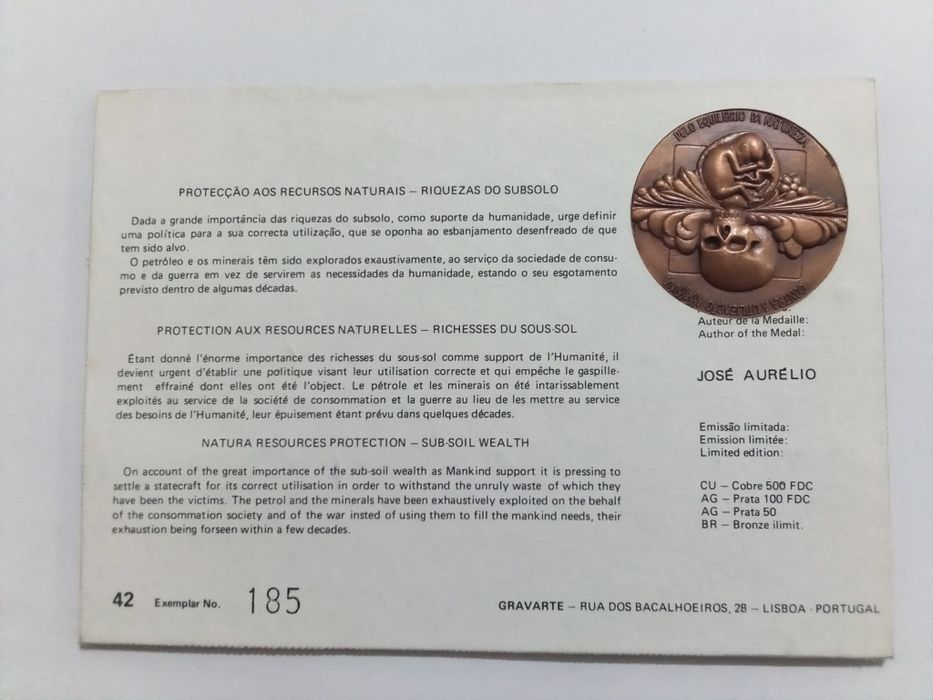 PELO EQUILIBRIO DA NATUREZA
CONTRA A UTILIZAÇÃO
PROTECÇÃO AOS RECURSOS NATURAIS – RIQUEZAS DO SUBSOLO
Dada a grande importância das riquezas do subsolo, como suporte da humanidade, urge definir
uma política para a sua correcta utilização, que se oponha ao esbanjamento desenfreado de que
tem sido alvo.
O petróleo e os minerais têm sido explorados exaustivamente, ao serviço da sociedade de consu-
mo e da guerra em vez de servirem as necessidades da humanidade, estando o seu esgotamento
previsto dentro de algumas décadas.
PROTECTION AUX RESOURCES NATURELLES – RICHESSES DU SOUS-SOL
Étant donné l'énorme importance des richesses du sous-sol comme support de l'Humanité, il
devient urgent d'établir une politique visant leur utilisation correcte et qui empêche le gaspille-
ment effrainé dont elles ont été l'object. Le pétrole et les minerais on été intarissablement
exploités au service de la société de consommation et la guerre au lieu de les mettre au service
des besoins de l'Humanité, leur épuisement étant prévu dans quelques décades.
NATURA RESOURCES PROTECTION – SUB-SOIL WEALTH
On account of the great importance of the sub-soil wealth as Mankind support it is pressing to
settle a statecraft for its correct utilisation in order to withstand the unruly waste of which they
have been the victims. The petrol and the minerals have been exhaustively exploited on the behalf
of the consommation society and of the war insted of using them to fill the mankind needs, their
exhaustion being forseen within a few decades.
Auteur de la Medaille:
Author of the Medal:
JOSÉ AURÉLIO
Emissão limitada:
Emission limitée:
Limited edition:
CU – Cobre 500 FDC
AG – Prata 100 FDC
AG – Prata 50
BR – Bronze ilimit.
42 Exemplar No. 185
GRAVARTE – RUA DOS BACALHOEIROS, 28 – LISBOA · PORTUGAL